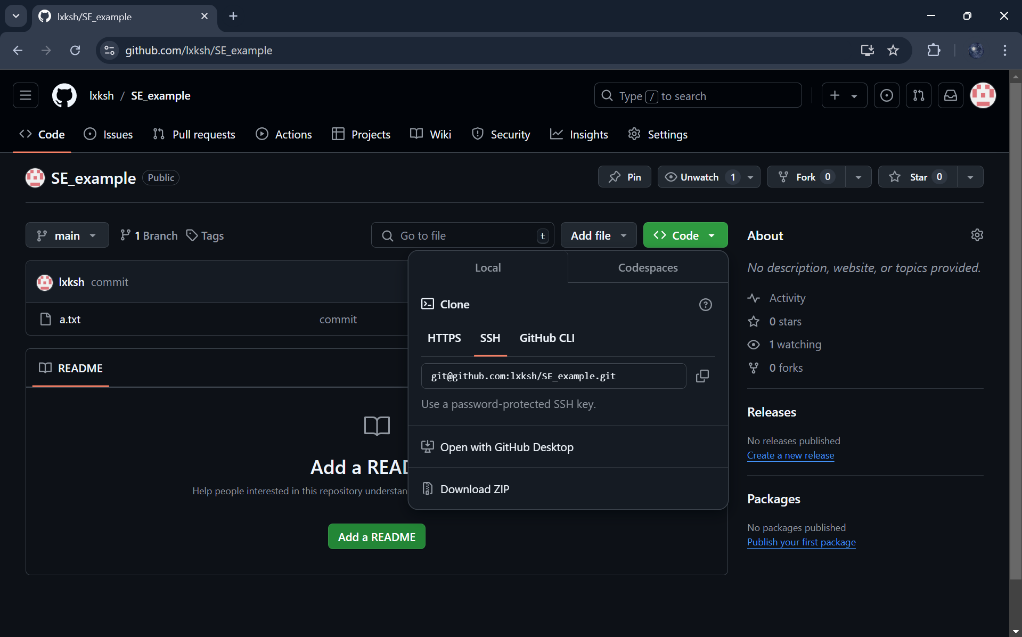 lxksh/SE_example
github.com/lxksh/SE_example
lxksh / SE_example
Type / to search
Code
Issues
Pull requests
Actions
Projects
Wiki
Security
Insights
Settings
SE_example Public
Pin
Unwatch 1
Fork 0
Star 0
main
1 Branch
Tags
Go to file t
Add file
Code
lxksh commit
a.txt commit
README
Add a READ
Help people interested in this repository understan
Add a README
Local
Codespaces
Clone
HTTPS
SSH
GitHub CLI
git@github.com:lxksh/SE_example.git
Use a password-protected SSH key.
Open with GitHub Desktop
Download ZIP
About
No description, website, or topics provided.
Activity
0 stars
1 watching
0 forks
Releases
No releases published
Create a new release
Packages
No packages published
Publish your first package